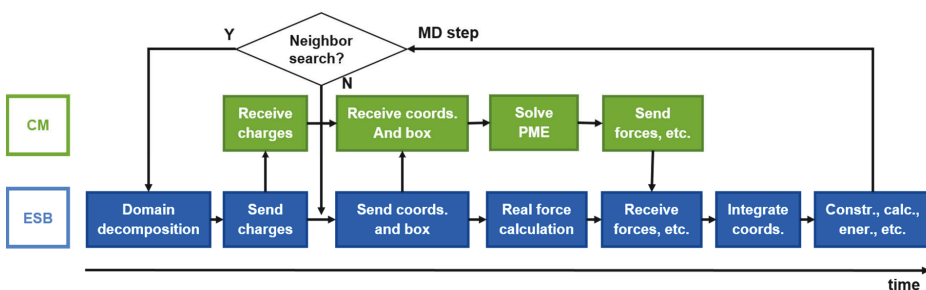 Y
Neighbor
search?
MD step
N
CM
Receive
charges
Receive coords.
And box
Solve
PME
Send
forces, etc.
ESB
Domain
decomposition
Send
charges
Send coords.
and box
Real force
calculation
Receive
forces, etc.
Integrate
coords.
Constr., calc.,
ener., etc.
time